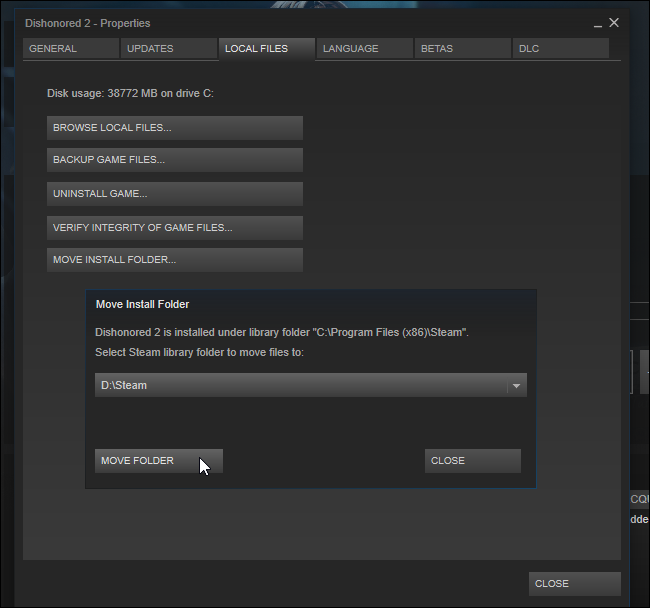 Dishonored 2 - Properties
GENERAL UPDATES LOCAL FILES LANGUAGE BETAS DLC
Disk usage: 38772 MB on drive C:
BROWSE LOCAL FILES...
BACKUP GAME FILES...
UNINSTALL GAME...
VERIFY INTEGRITY OF GAME FILES...
MOVE INSTALL FOLDER...
Move Install Folder
Dishonored 2 is installed under library folder "C:\Program Files (x86)\Steam".
Select Steam library folder to move files to:
D:\Steam
MOVE FOLDER CLOSE
CLOSE